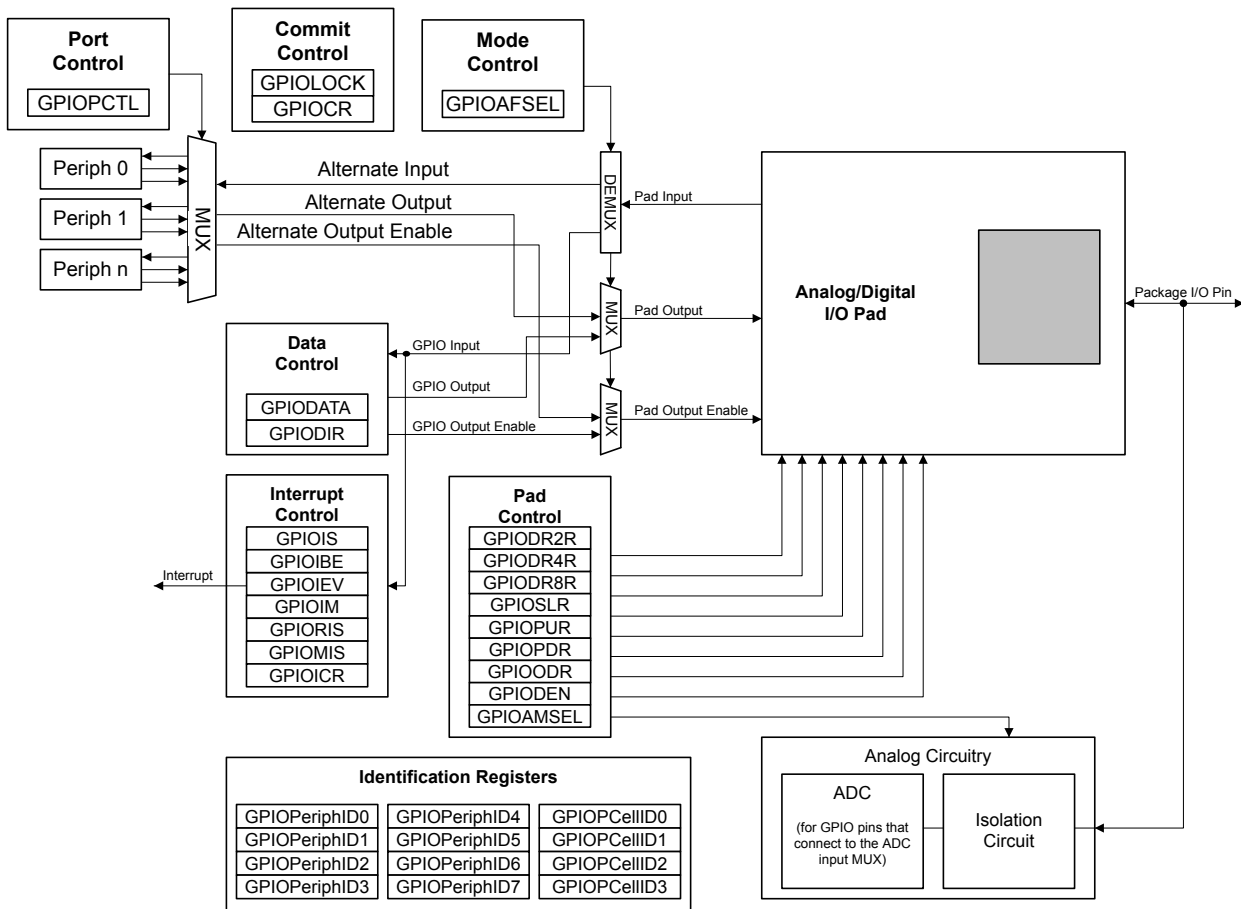 Port
Control
GPIOPCTL
Commit
Control
GPIOLOCK
GPIOCR
Mode
Control
GPIOAFSEL
Periph 0
Periph 1
Periph n
MUX
Alternate Input
Alternate Output
Alternate Output Enable
DEMUX
MUX
MUX
Pad Input
Pad Output
Pad Output Enable
Analog/Digital
I/O Pad
Package I/O Pin
Data
Control
GPIODATA
GPIODIR
GPIO Input
GPIO Output
GPIO Output Enable
Interrupt
Control
GPIOIS
GPIOIBE
GPIOIEV
GPIOIM
GPIORIS
GPIOMIS
GPIOICR
Interrupt
Pad
Control
GPIODR2R
GPIODR4R
GPIODR8R
GPIOSLR
GPIOPUR
GPIOPDR
GPIOODR
GPIODEN
GPIOAMSEL
Analog Circuitry
ADC
(for GPIO pins that
connect to the ADC
input MUX)
Isolation
Circuit
Identification Registers
GPIOPeriphID0
GPIOPeriphID1
GPIOPeriphID2
GPIOPeriphID3
GPIOPeriphID4
GPIOPeriphID5
GPIOPeriphID6
GPIOPeriphID7
GPIOPCellID0
GPIOPCellID1
GPIOPCellID2
GPIOPCellID3